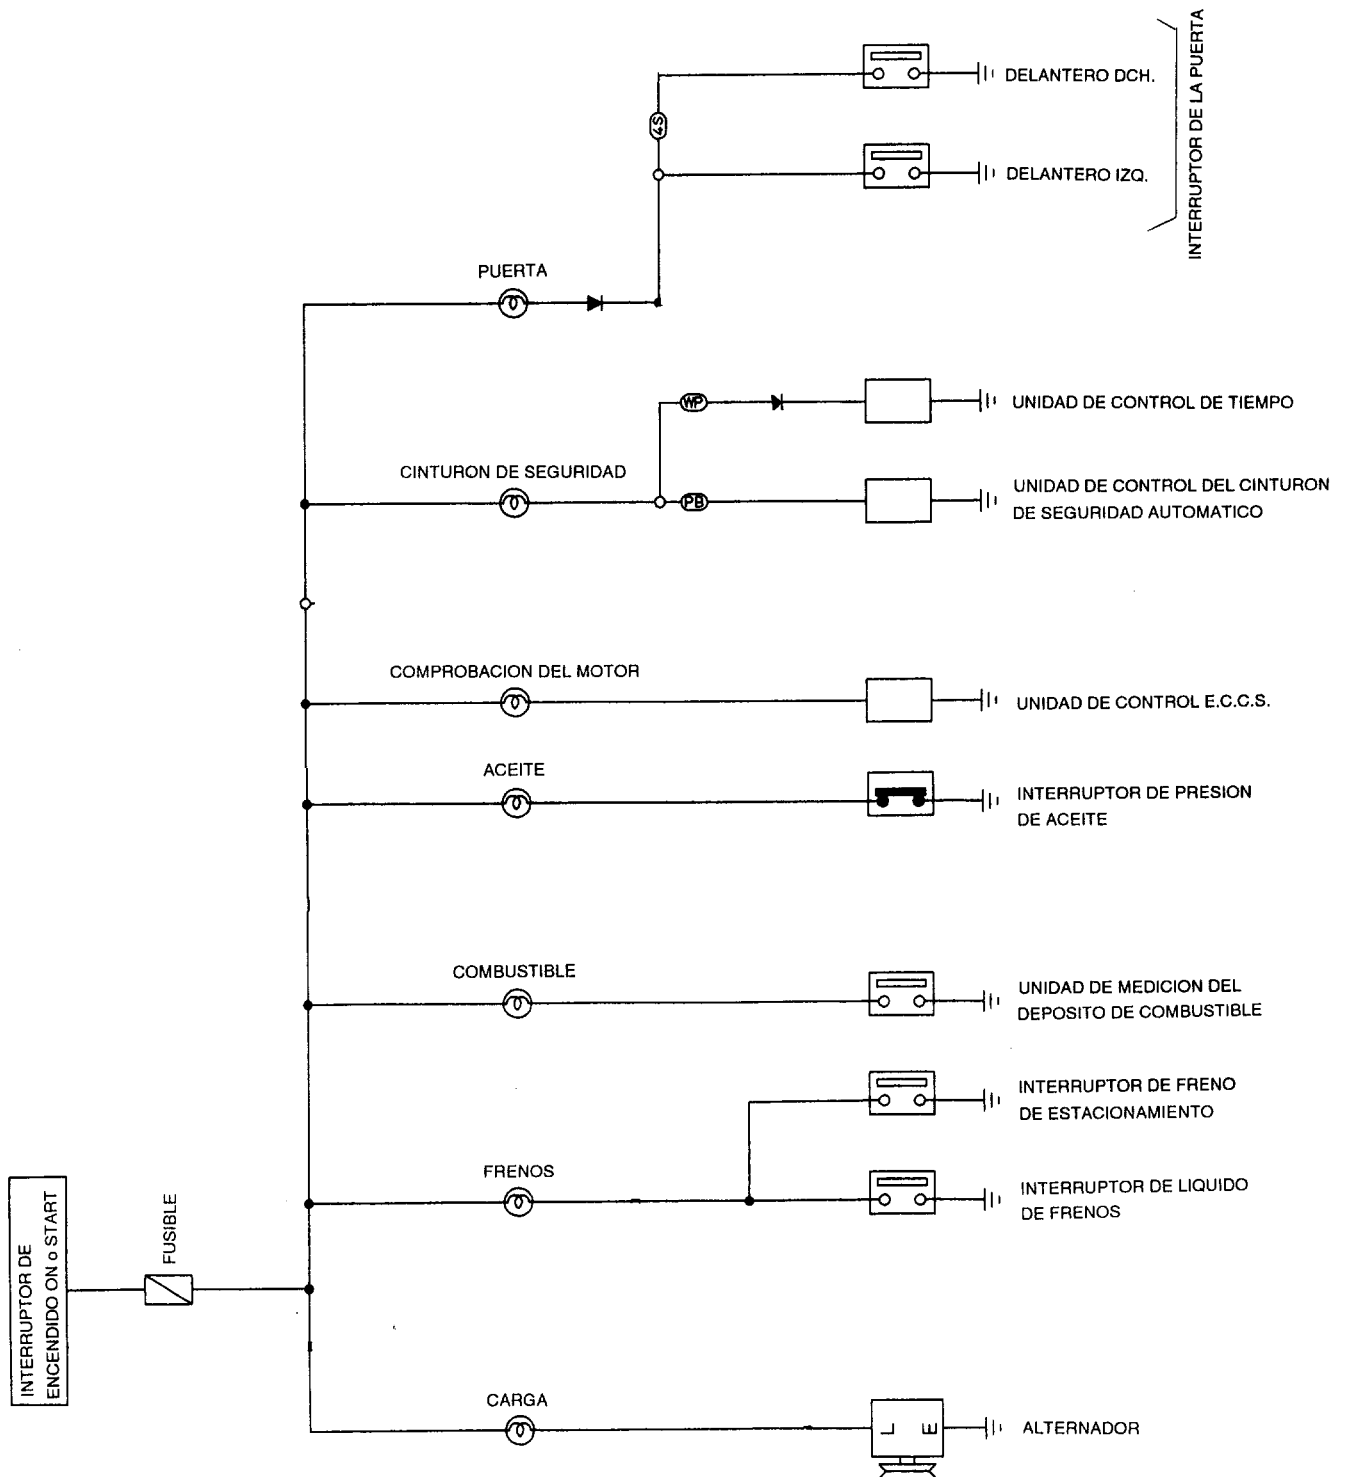 DELANTERO DCH.
INTERRUPTOR DE LA PUERTA
4S
DELANTERO IZQ.
PUERTA
WP
UNIDAD DE CONTROL DE TIEMPO
CINTURON DE SEGURIDAD
PB
UNIDAD DE CONTROL DEL CINTURON
DE SEGURIDAD AUTOMATICO
COMPROBACION DEL MOTOR
UNIDAD DE CONTROL E.C.C.S.
ACEITE
INTERRUPTOR DE PRESION
DE ACEITE
COMBUSTIBLE
UNIDAD DE MEDICION DEL
DEPOSITO DE COMBUSTIBLE
INTERRUPTOR DE FRENO
DE ESTACIONAMIENTO
FRENOS
INTERRUPTOR DE LIQUIDO
DE FRENOS
INTERRUPTOR DE
ENCENDIDO ON o START
FUSIBLE
CARGA
L E
ALTERNADOR